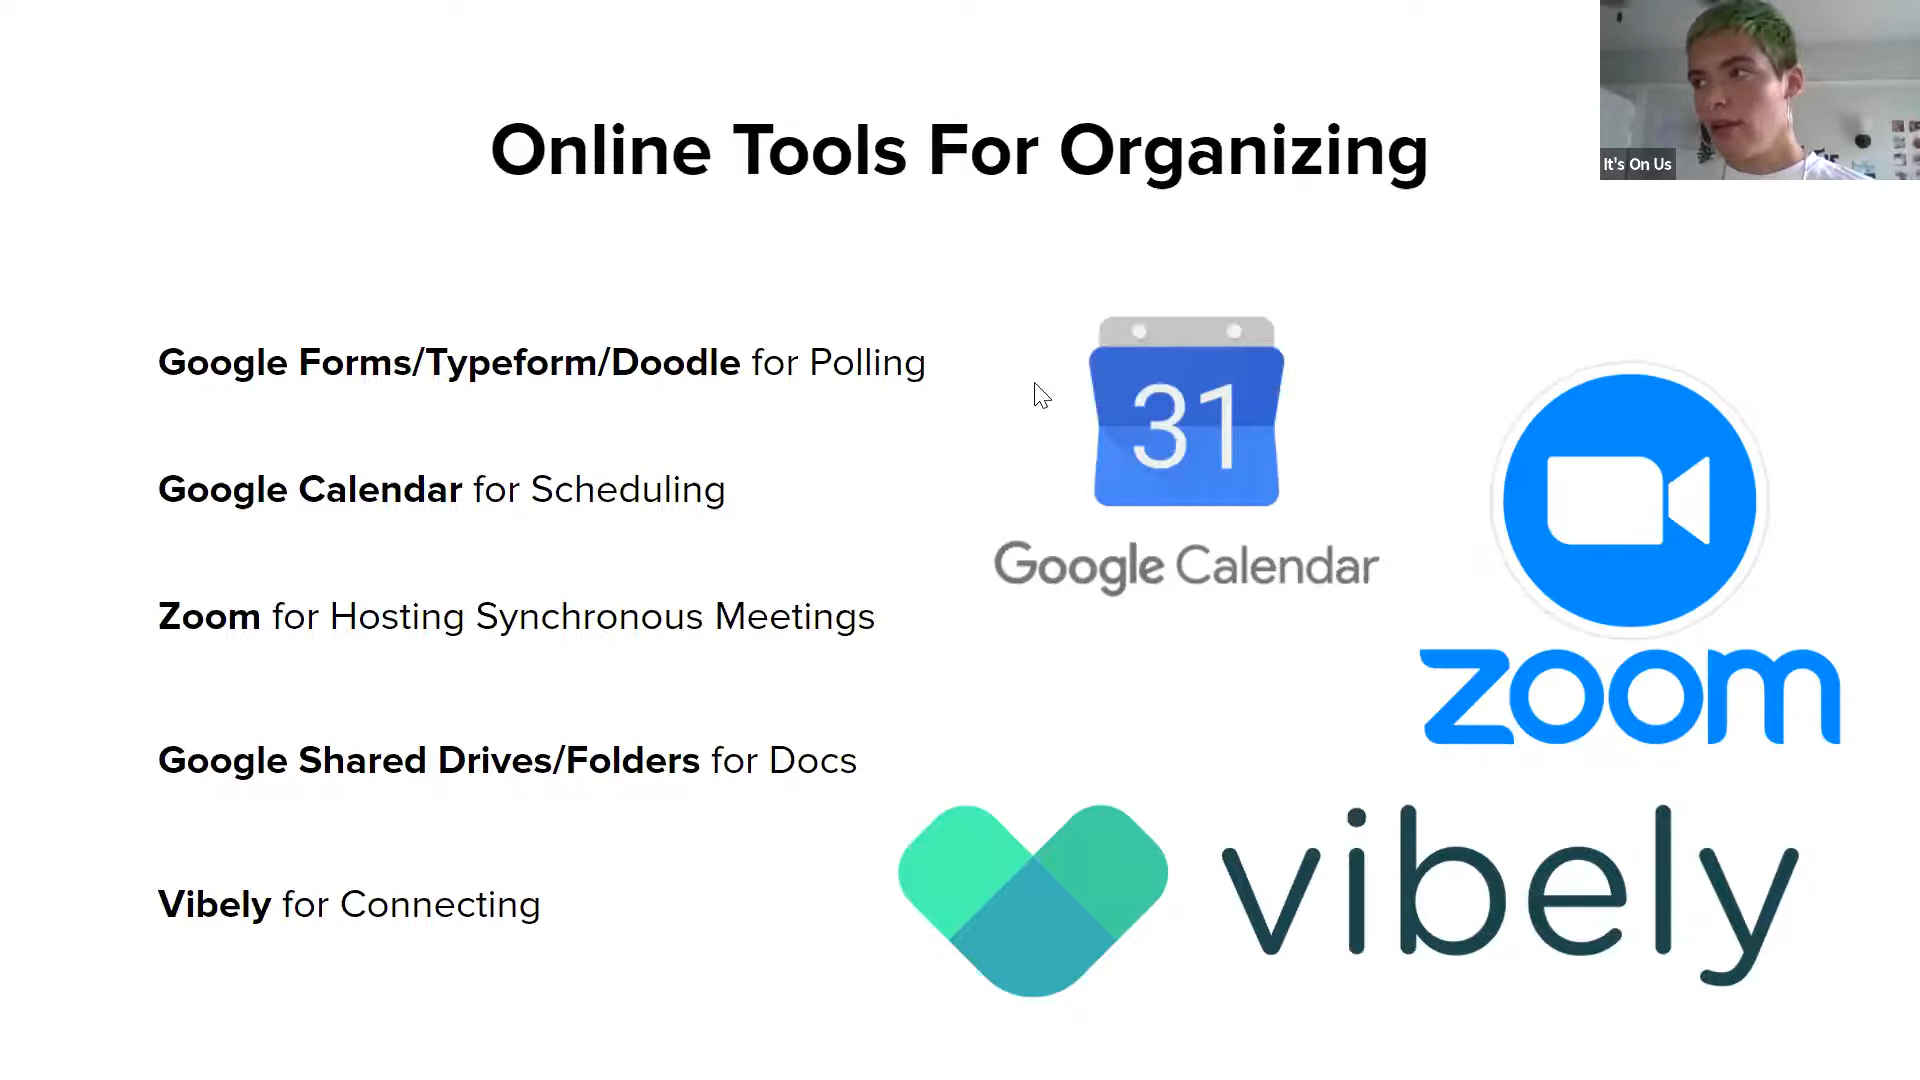 Online Tools For Organizing
It's On Us
Google Forms/Typeform/Doodle for Polling
Google Calendar for Scheduling
Zoom for Hosting Synchronous Meetings
Google Shared Drives/Folders for Docs
Vibely for Connecting
31
Google Calendar
zoom
vibely